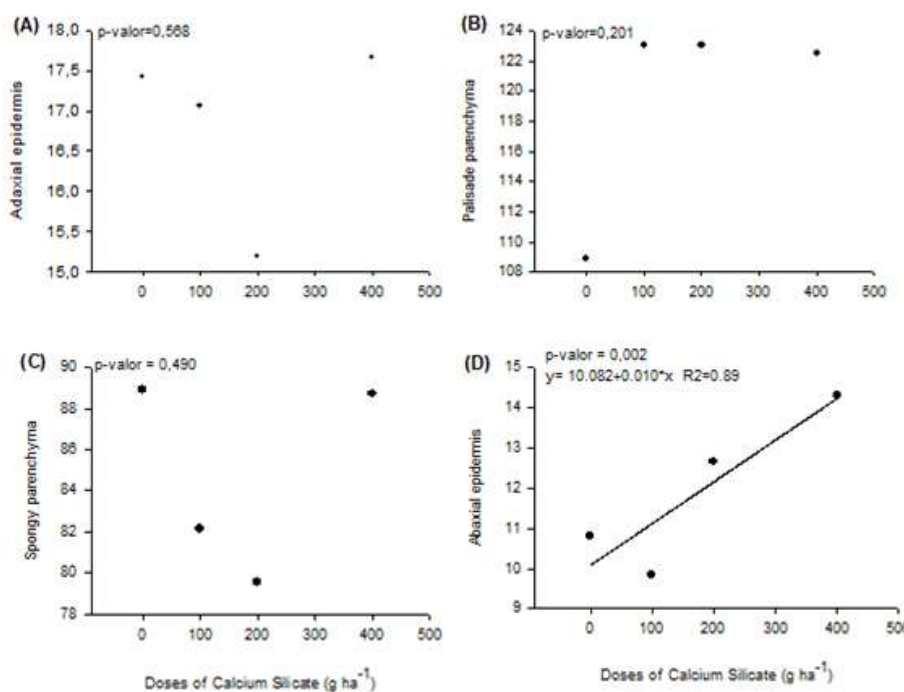 (A)
p-valor=0,568
Adaxial epidermis
18,0
17,5
17,0
16,5
16,0
15,5
15,0
0 100 200 300 400 500
(B)
p-valor=0,201
Palisade parenchyma
124
122
120
118
116
114
112
110
108
0 100 200 300 400 500
(C)
p-valor = 0,490
Spongy parenchyma
90
88
86
84
82
80
78
0 100 200 300 400 500
Doses of Calcium Silicate (g ha⁻¹)
(D)
p-valor = 0,002
y= 10.082+0.010*x R2=0.89
Abaxial epidermis
15
14
13
12
11
10
9
0 100 200 300 400 500
Doses of Calcium Silicate (g ha⁻¹)